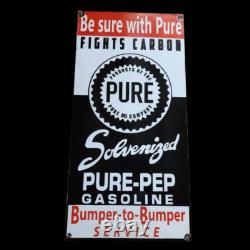 Be sure with Pure
FIGHTS CARBON
PRODUCTS OF THE
PURE
PURE OIL COMPANY
Solvenized
PURE-PEP
GASOLINE
Bumper-to-Bumper
SERVICE